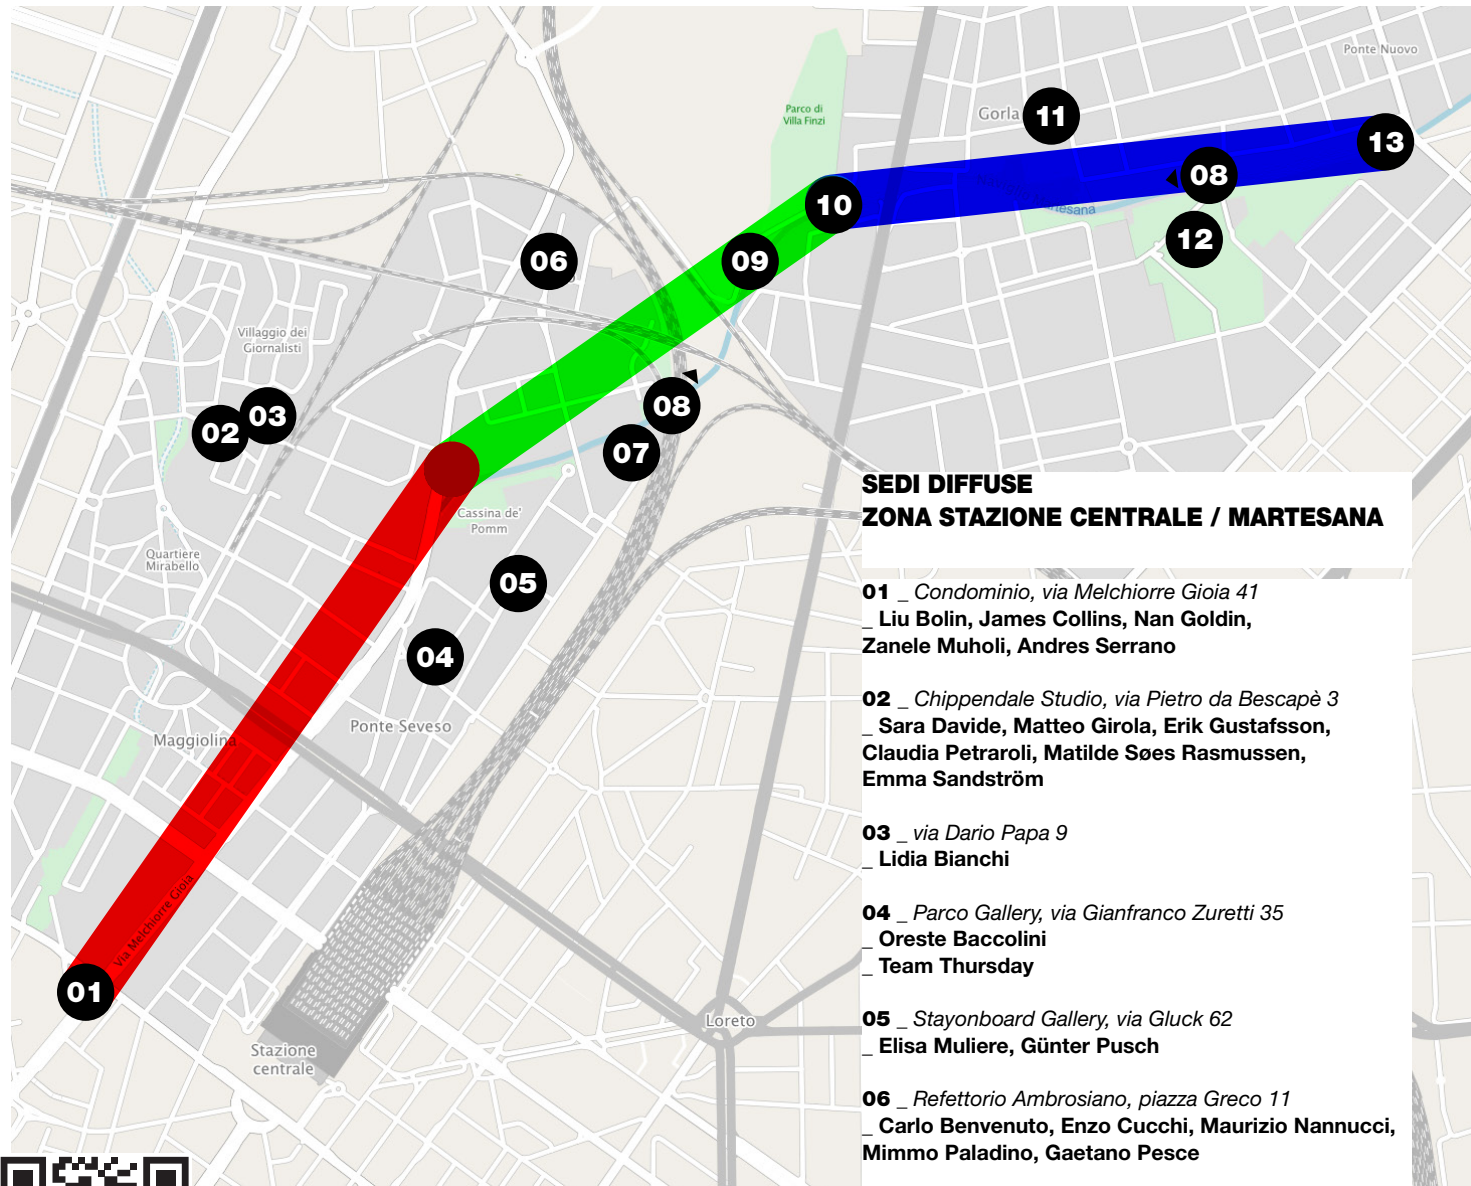 Ponte Nuovo
Parco di
Villa Finzi
Gorla
11
13
08
10
12
06
09
Villaggio dei
Giornalisti
03
02
08
07
Cassina de'
Pomm
Quartiere
Mirabello
05
04
Ponte Seveso
Maggiolina
Via Melchiorre Gioia
01
Stazione
centrale
Loreto
SEDI DIFFUSE
ZONA STAZIONE CENTRALE / MARTESANA
01 _ Condominio, via Melchiorre Gioia 41
_ Liu Bolin, James Collins, Nan Goldin,
Zanele Muholi, Andres Serrano
02 _ Chippendale Studio, via Pietro da Bescapè 3
_ Sara Davide, Matteo Girola, Erik Gustafsson,
Claudia Petraroli, Matilde Søes Rasmussen,
Emma Sandström
03 _ via Dario Papa 9
_ Lidia Bianchi
04 _ Parco Gallery, via Gianfranco Zuretti 35
_ Oreste Baccolini
_ Team Thursday
05 _ Stayonboard Gallery, via Gluck 62
_ Elisa Muliere, Günter Pusch
06 _ Refettorio Ambrosiano, piazza Greco 11
_ Carlo Benvenuto, Enzo Cucchi, Maurizio Nannucci,
Mimmo Paladino, Gaetano Pesce